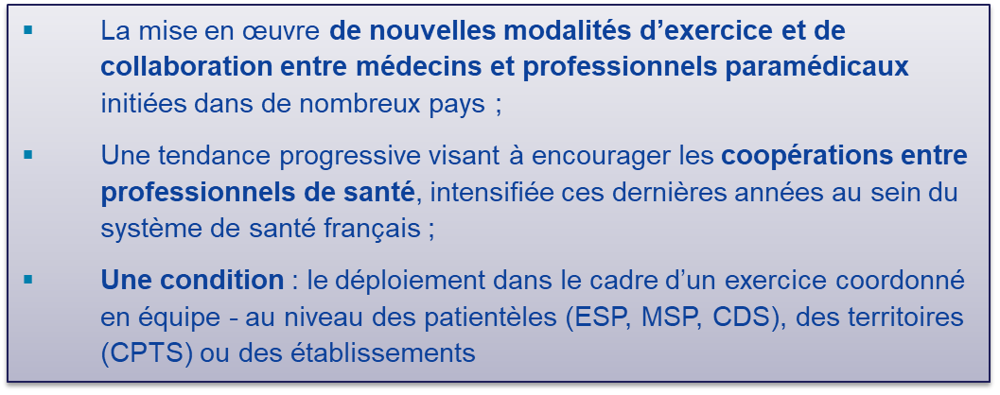 ▪ La mise en œuvre de nouvelles modalités d’exercice et de
collaboration entre médecins et professionnels paramédicaux
initiées dans de nombreux pays ;
▪ Une tendance progressive visant à encourager les coopérations entre
professionnels de santé, intensifiée ces dernières années au sein du
système de santé français ;
▪ Une condition : le déploiement dans le cadre d’un exercice coordonné
en équipe - au niveau des patientèles (ESP, MSP, CDS), des territoires
(CPTS) ou des établissements